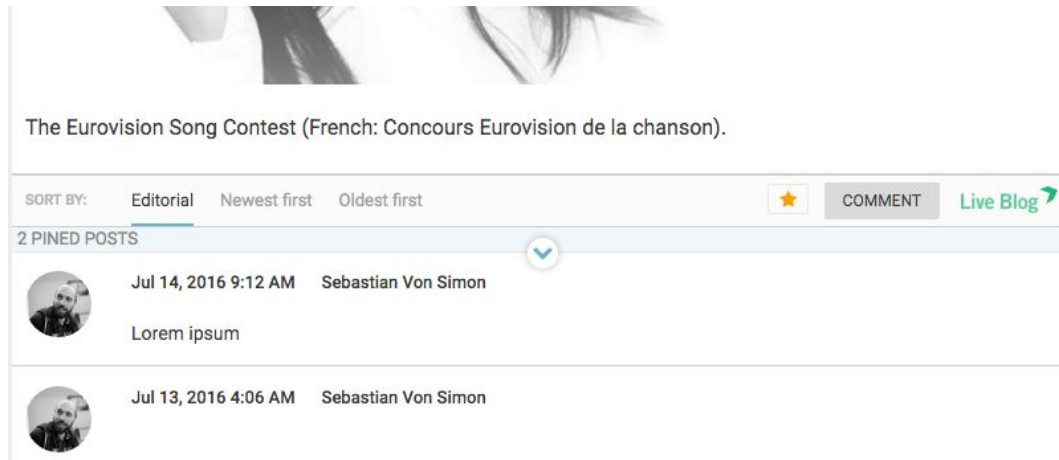 The Eurovision Song Contest (French: Concours Eurovision de la chanson).
SORT BY: Editorial Newest first Oldest first COMMENT Live Blog
2 PINED POSTS
Jul 14, 2016 9:12 AM Sebastian Von Simon
Lorem ipsum
Jul 13, 2016 4:06 AM Sebastian Von Simon